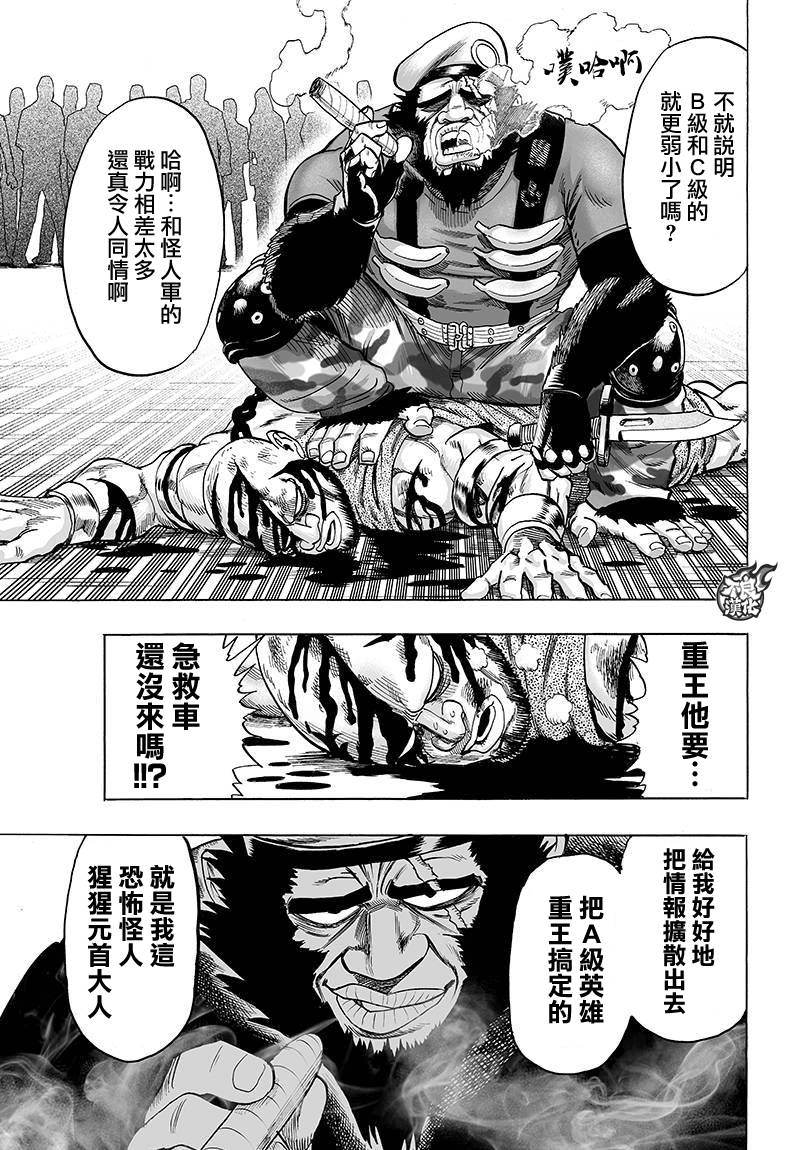 噗哈啊
不就説明
B級和C級的
就更弱小了嗎?
哈啊…和怪人軍的
戰力相差太多
還真令人同情啊
重王他要…
急救車
還沒來嗎!!?
給我好好地
把情報擴散出去
把A級英雄
重王搞定的
就是我這
恐怖怪人
猩猩元首大人